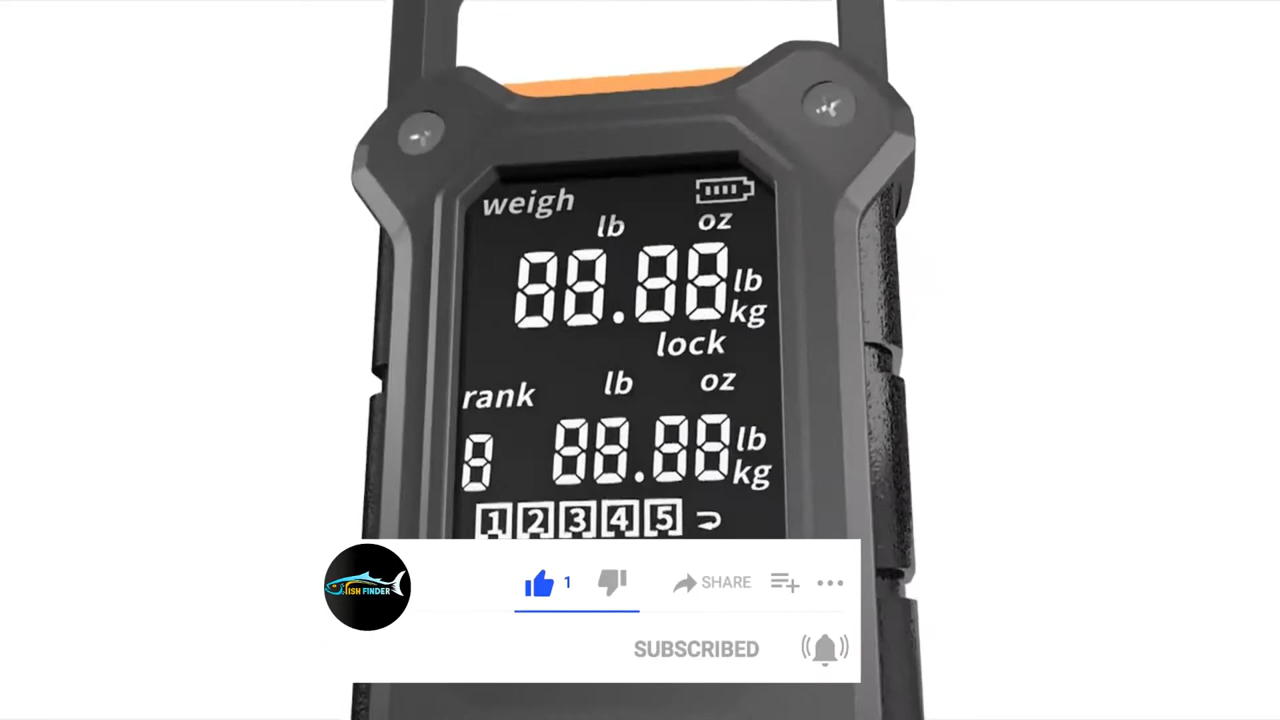 weigh
lb oz
88.88 lb
kg
lock
rank lb oz
8 88.88 lb
kg
1 2 3 4 5
FISH FINDER
1
SHARE
SUBSCRIBED